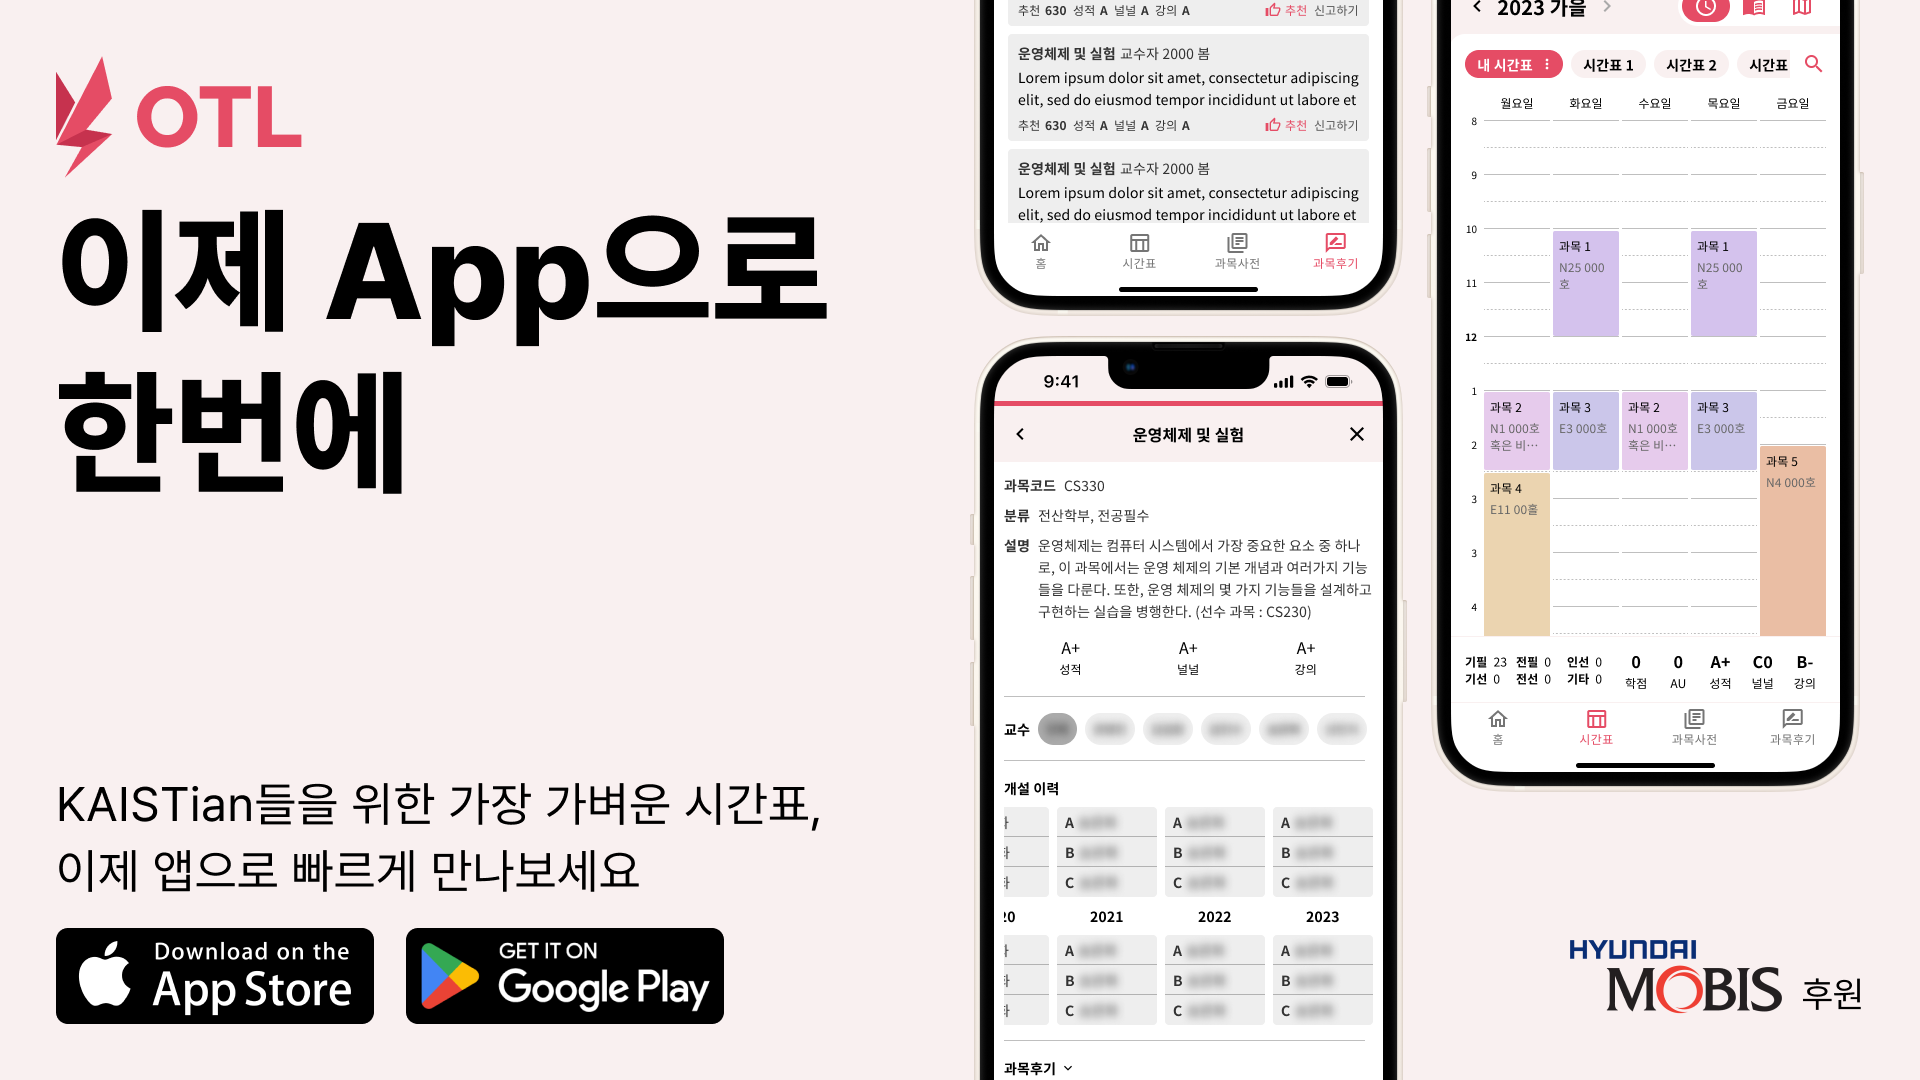 OTL
이제 App으로
한번에
KAISTian들을 위한 가장 가벼운 시간표,
이제 앱으로 빠르게 만나보세요
Download on the
App Store
GET IT ON
Google Play
추천 630 성적 A 널널 A 강의 A 추천 신고하기
운영체제 및 실험 교수자 2000 봄
Lorem ipsum dolor sit amet, consectetur adipiscing
elit, sed do eiusmod tempor incididunt ut labore et
추천 630 성적 A 널널 A 강의 A 추천 신고하기
운영체제 및 실험 교수자 2000 봄
Lorem ipsum dolor sit amet, consectetur adipiscing
elit, sed do eiusmod tempor incididunt ut labore et
홈 시간표 과목사전 과목후기
9:41
운영체제 및 실험
과목코드 CS330
분류 전산학부, 전공필수
설명 운영체제는 컴퓨터 시스템에서 가장 중요한 요소 중 하나
로, 이 과목에서는 운영 체제의 기본 개념과 여러가지 기능
들을 다룬다. 또한, 운영 체제의 몇 가지 기능들을 설계하고
구현하는 실습을 병행한다. (선수 과목 : CS230)
A+ A+ A+
성적 널널 강의
교수
개설 이력
A A A
B B B
C C C
20 2021 2022 2023
A A A
B B B
C C C
과목후기
2023 가을
내 시간표 시간표 1 시간표 2 시간표
월요일 화요일 수요일 목요일 금요일
8
9
10
과목 1 과목 1
N25 000 N25 000
호 호
11
12
1
과목 2 과목 3 과목 2 과목 3
N1 000호 E3 000호 N1 000호 E3 000호
혹은 비… 혹은 비…
2
과목 5
N4 000호
과목 4
3
E11 00홀
3
4
기필 23 전필 0 인선 0 0 0 A+ C0 B-
기선 0 전선 0 기타 0 학점 AU 성적 널널 강의
홈 시간표 과목사전 과목후기
HYUNDAI
MOBIS 후원